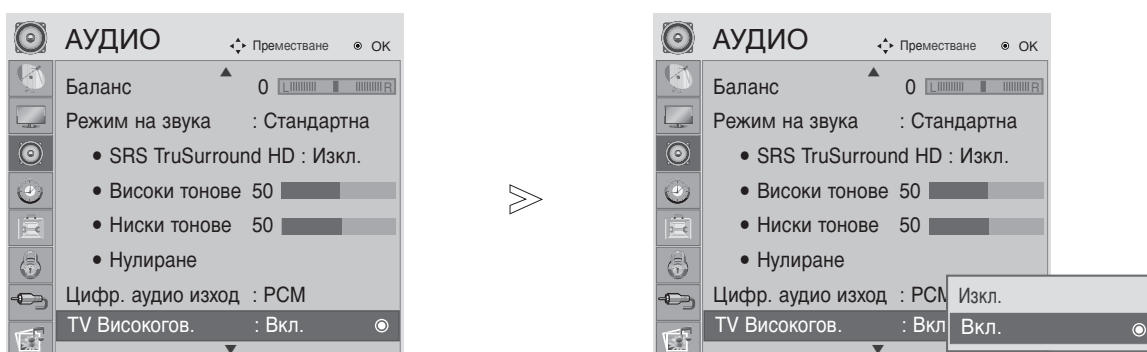 АУДИО Преместване OK
Баланс 0 L R
Режим на звука : Стандартна
• SRS TruSurround HD : Изкл.
• Високи тонове 50
• Ниски тонове 50
• Нулиране
Цифр. аудио изход : PCM
TV Високогов. : Вкл.
АУДИО Преместване OK
Баланс 0 L R
Режим на звука : Стандартна
• SRS TruSurround HD : Изкл.
• Високи тонове 50
• Ниски тонове 50
• Нулиране
Цифр. аудио изход : PCM
TV Високогов. : Вкл
Изкл.
Вкл.